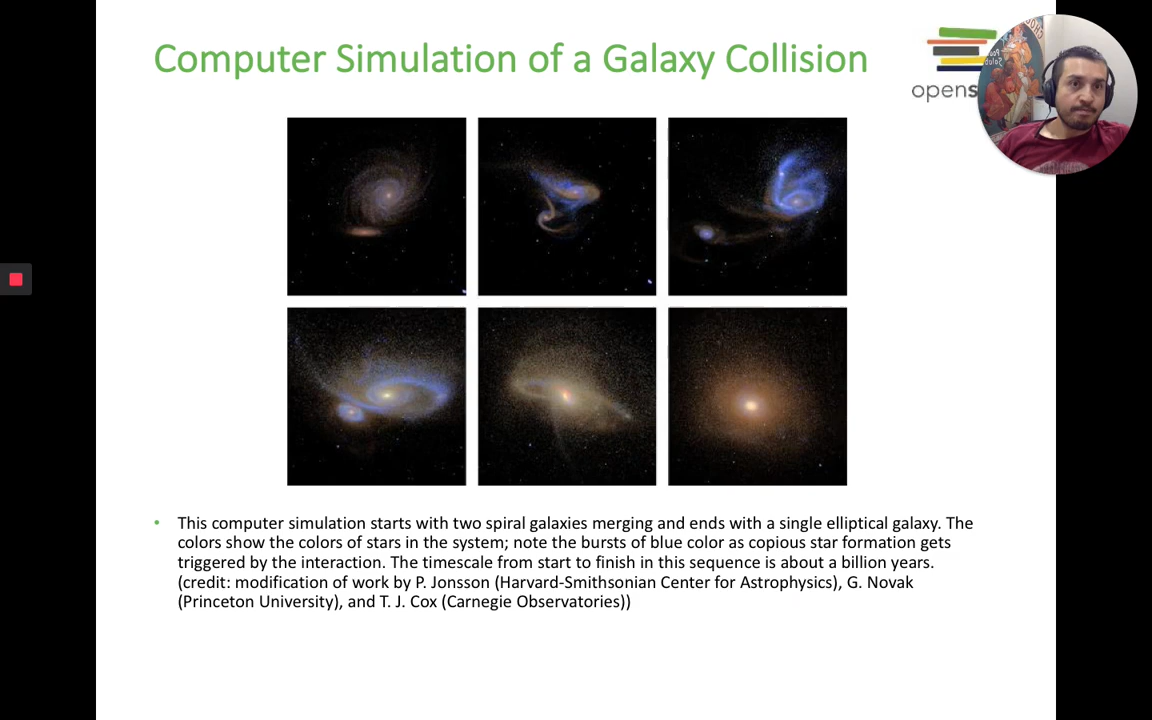 Computer Simulation of a Galaxy Collision
opens
This computer simulation starts with two spiral galaxies merging and ends with a single elliptical galaxy. The
colors show the colors of stars in the system; note the bursts of blue color as copious star formation gets
triggered by the interaction. The timescale from start to finish in this sequence is about a billion years.
(credit: modification of work by P. Jonsson (Harvard-Smithsonian Center for Astrophysics), G. Novak
(Princeton University), and T. J. Cox (Carnegie Observatories))